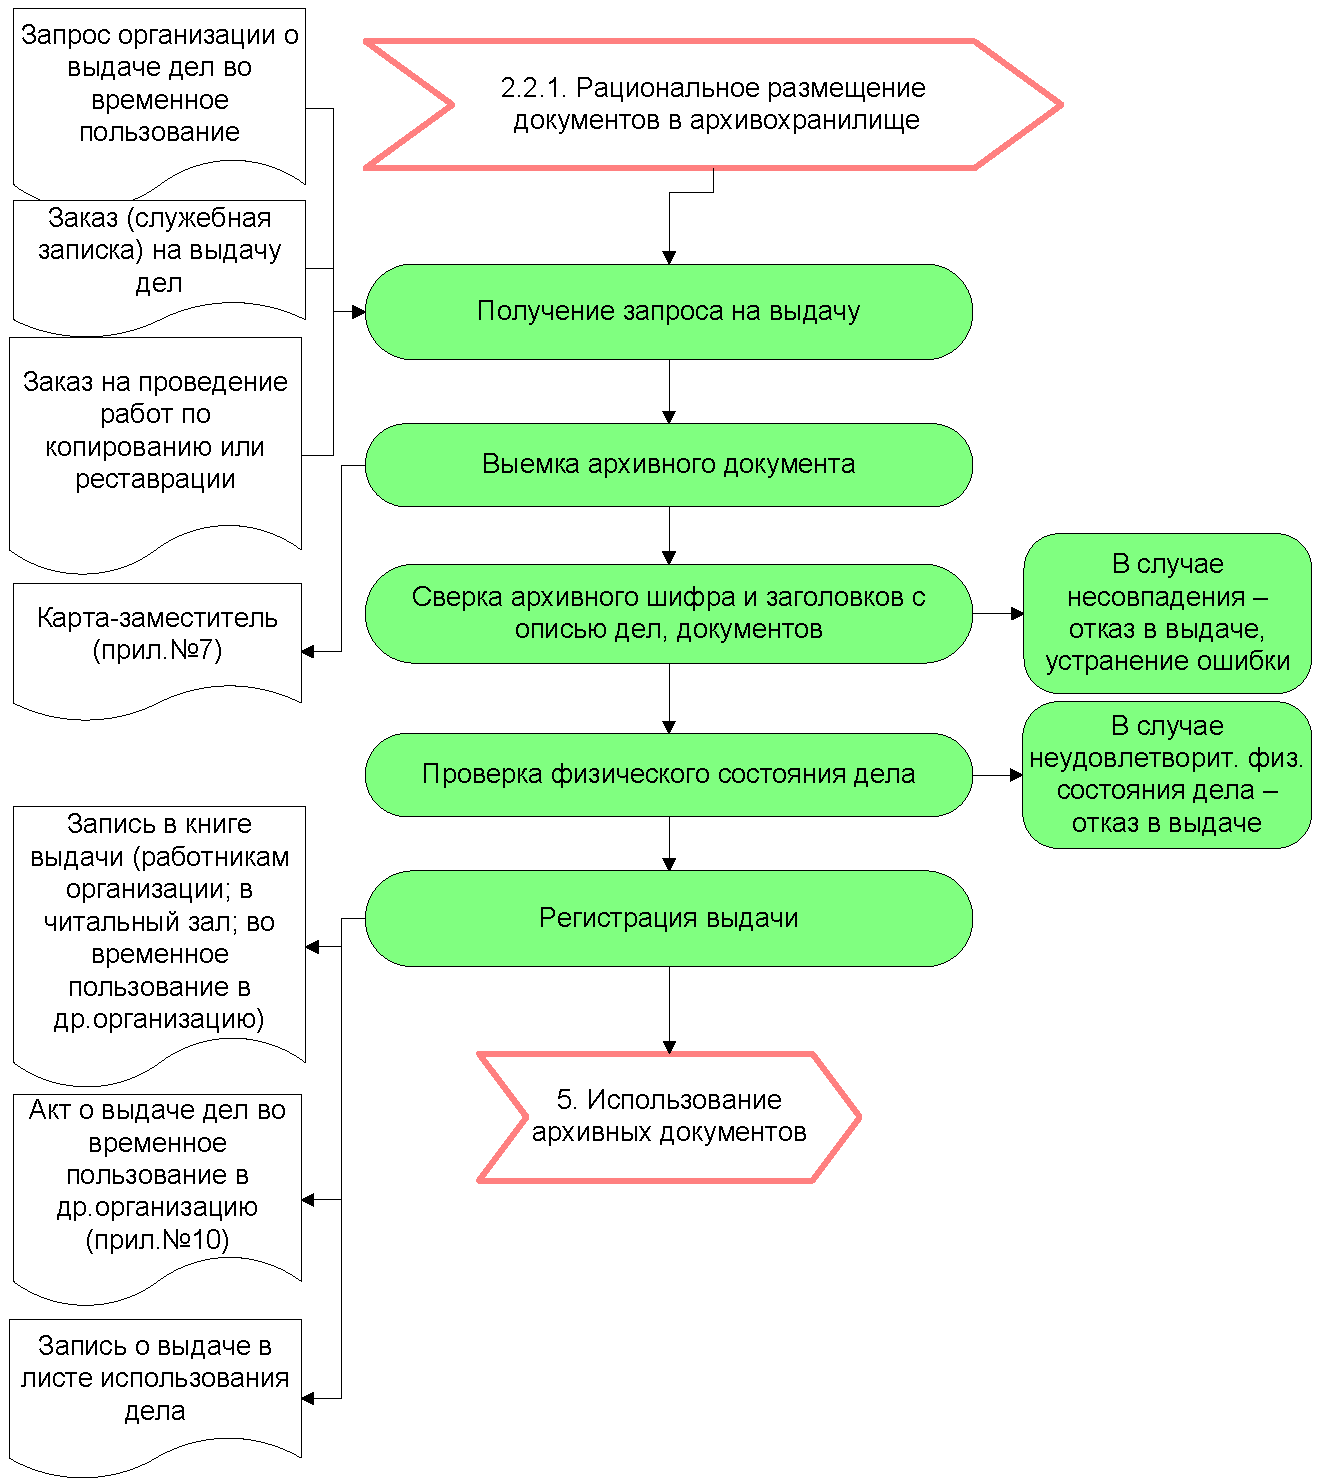 Запрос организации о
выдаче дел во
временное
пользование
2.2.1. Рациональное размещение
документов в архивохранилище
Заказ (служебная
записка) на выдачу
дел
Получение запроса на выдачу
Заказ на проведение
работ по
копированию или
реставрации
Выемка архивного документа
Карта-заместитель
(прил.№7)
Сверка архивного шифра и заголовков с
описью дел, документов
В случае
несовпадения –
отказ в выдаче,
устранение ошибки
Проверка физического состояния дела
В случае
неудовлетворит. физ.
состояния дела –
отказ в выдаче
Запись в книге
выдачи (работникам
организации; в
читальный зал; во
временное
пользование в
др.организацию)
Регистрация выдачи
5. Использование
архивных документов
Акт о выдаче дел во
временное
пользование в
др.организацию
(прил.№10)
Запись о выдаче в
листе использования
дела